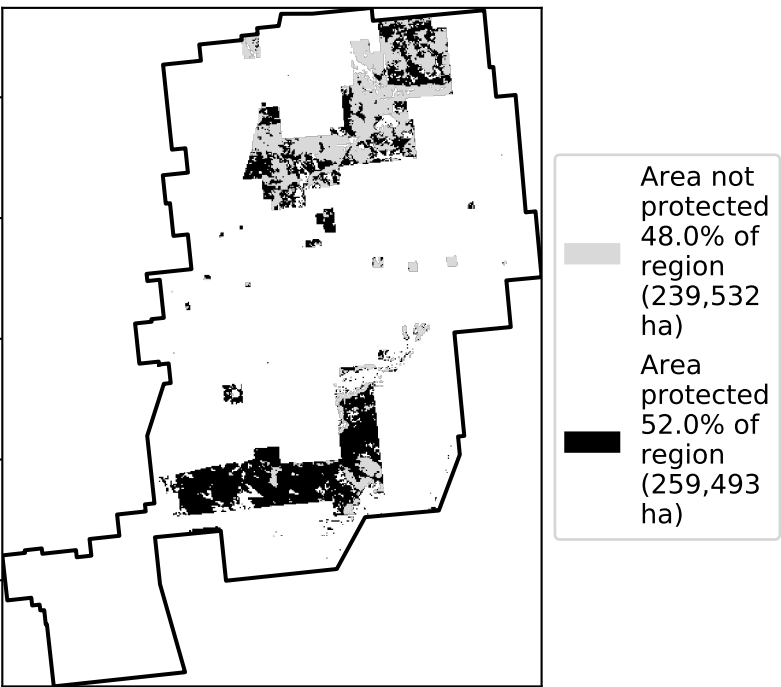 Area not
protected
48.0% of
region
(239,532
ha)
Area
protected
52.0% of
region
(259,493
ha)